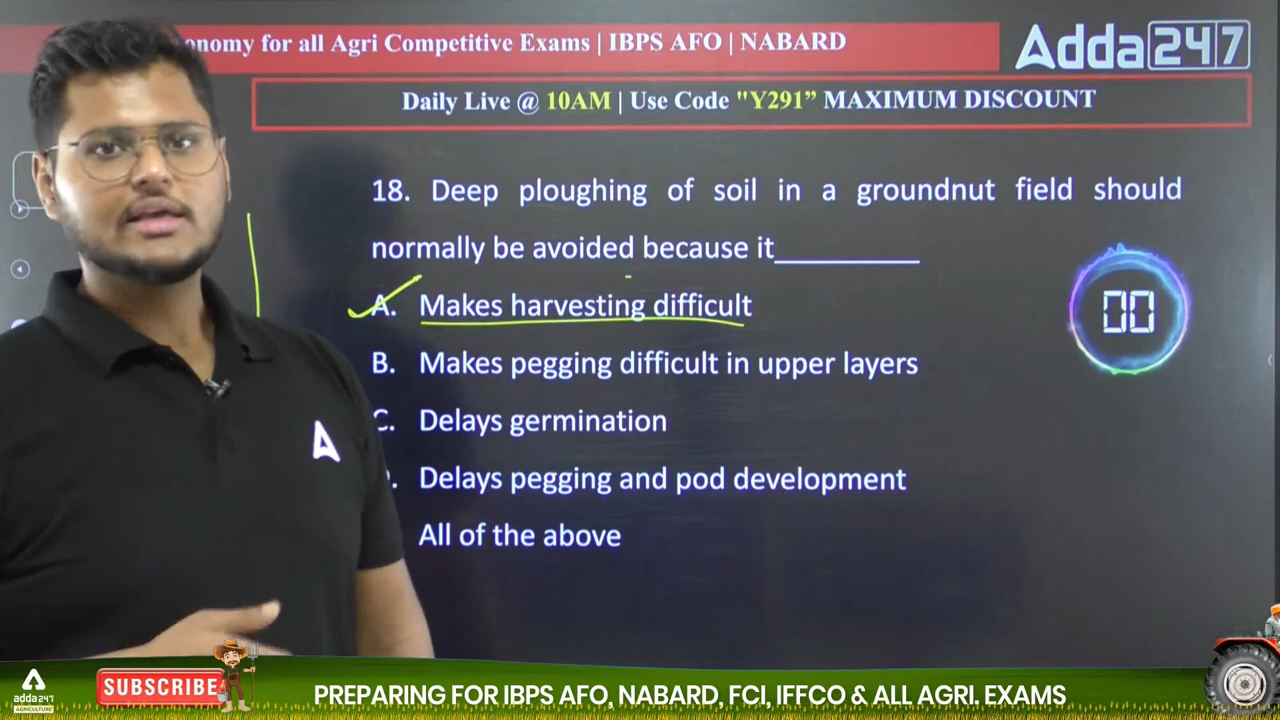 onomy for all Agri Competitive Exams | IBPS AFO | NABARD
Adda247
Daily Live @ 10AM | Use Code "Y291” MAXIMUM DISCOUNT
18. Deep ploughing of soil in a groundnut field should
normally be avoided because it_________
A. Makes harvesting difficult
B. Makes pegging difficult in upper layers
C. Delays germination
. Delays pegging and pod development
All of the above
00
A
adda247
AGRICULTURE
SUBSCRIBE
PREPARING FOR IBPS AFO, NABARD, FCI, IFFCO & ALL AGRI. EXAMS